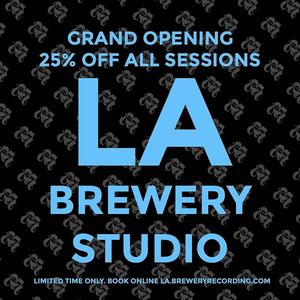 GRAND OPENING
25% OFF ALL SESSIONS
LA
BREWERY
STUDIO
LIMITED TIME ONLY. BOOK ONLINE LA.BREWERYRECORDING.COM